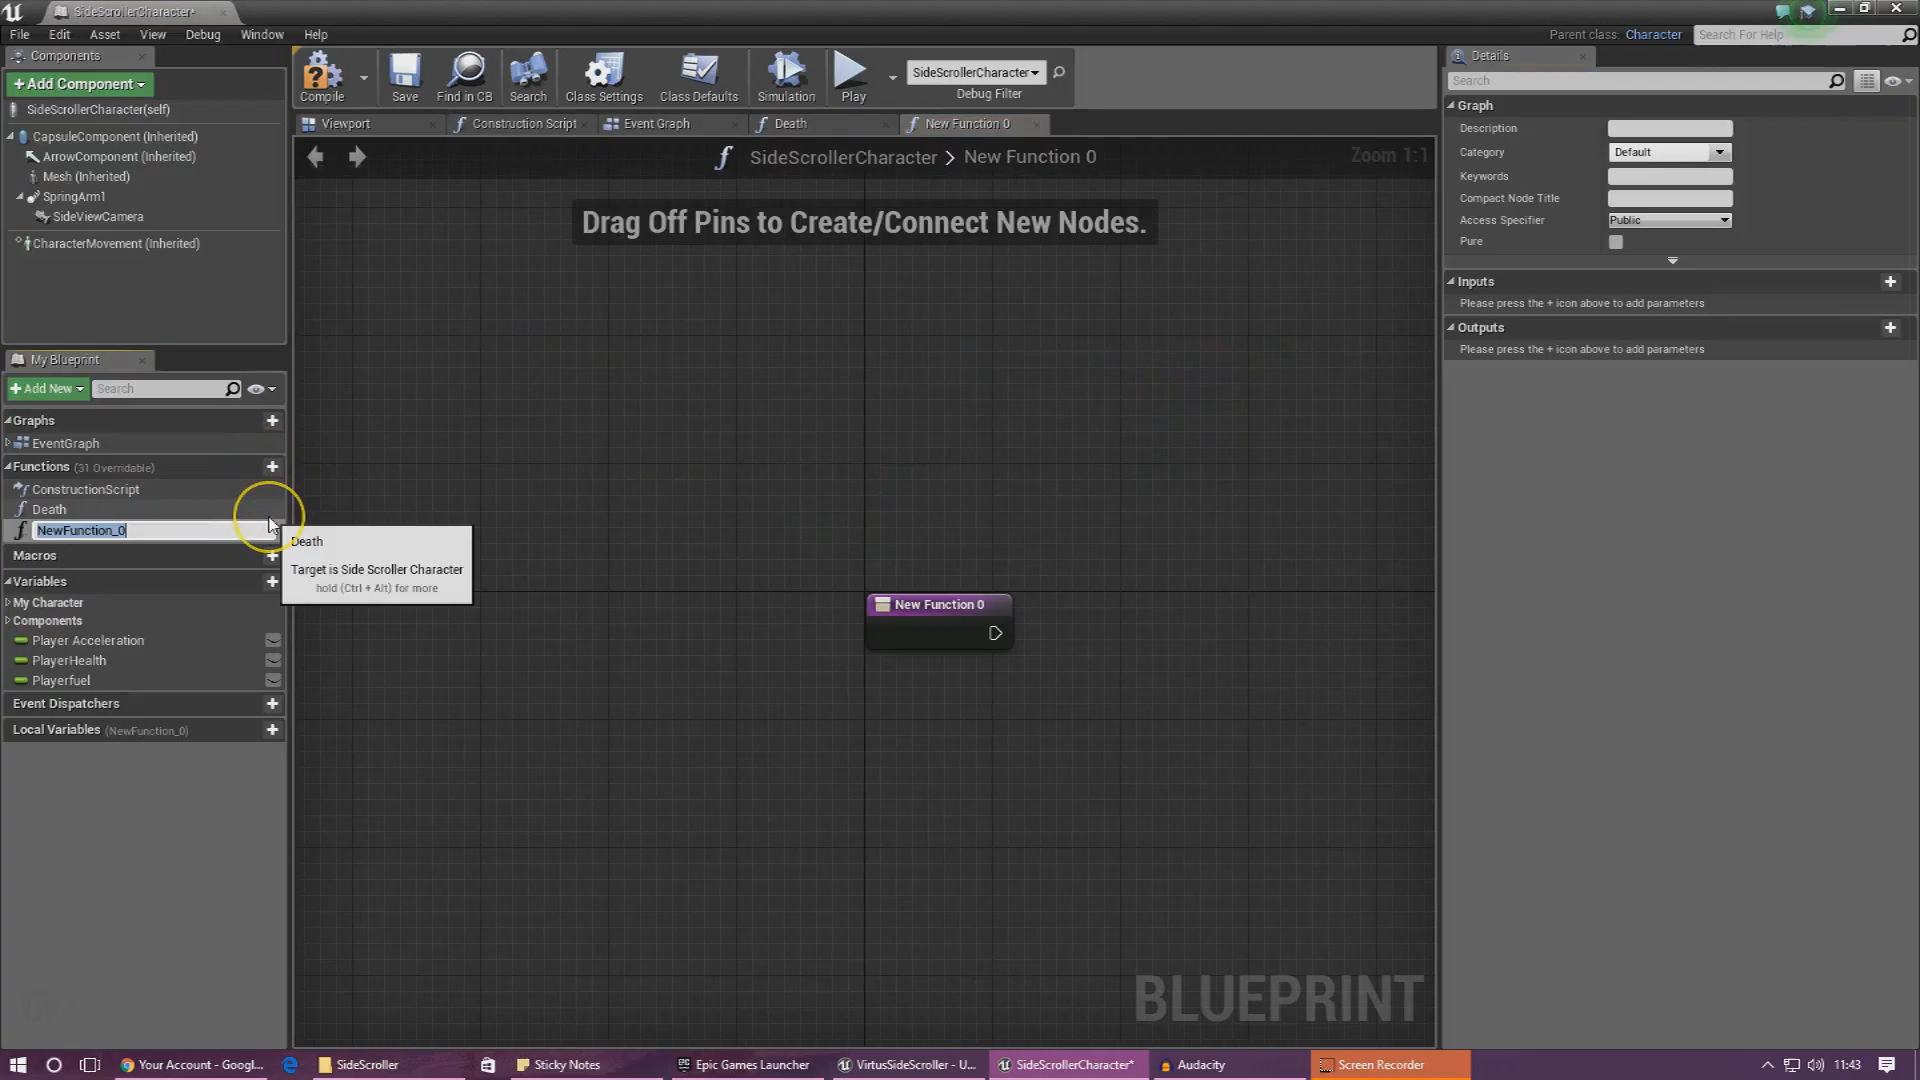 SideScrollerCharacter*
File Edit Asset View Debug Window Help
Parent class: Character Search For Help
Components
+Add Component
SideScrollerCharacter(self)
CapsuleComponent (Inherited)
ArrowComponent (Inherited)
Mesh (Inherited)
SpringArm1
SideViewCamera
CharacterMovement (Inherited)
Compile Save Find in CB Search Class Settings Class Defaults Simulation Play
SideScrollerCharacter
Debug Filter
Viewport Construction Script Event Graph Death New Function 0
SideScrollerCharacter > New Function 0 Zoom 1:1
Drag Off Pins to Create/Connect New Nodes.
New Function 0
BLUEPRINT
My Blueprint
+Add New Search
Graphs
EventGraph
Functions (31 Overridable)
ConstructionScript
Death
NewFunction_0
Macros
Variables
My Character
Components
Player Acceleration
PlayerHealth
Playerfuel
Event Dispatchers
Local Variables (NewFunction_0)
Death
Target is Side Scroller Character
hold (Ctrl + Alt) for more
Details
Search
Graph
Description
Category Default
Keywords
Compact Node Title
Access Specifier Public
Pure
Inputs
Please press the + icon above to add parameters
Outputs
Please press the + icon above to add parameters
Your Account - Googl... SideScroller Sticky Notes Epic Games Launcher VirtusSideScroller - U... SideScrollerCharacter* Audacity Screen Recorder 11:43